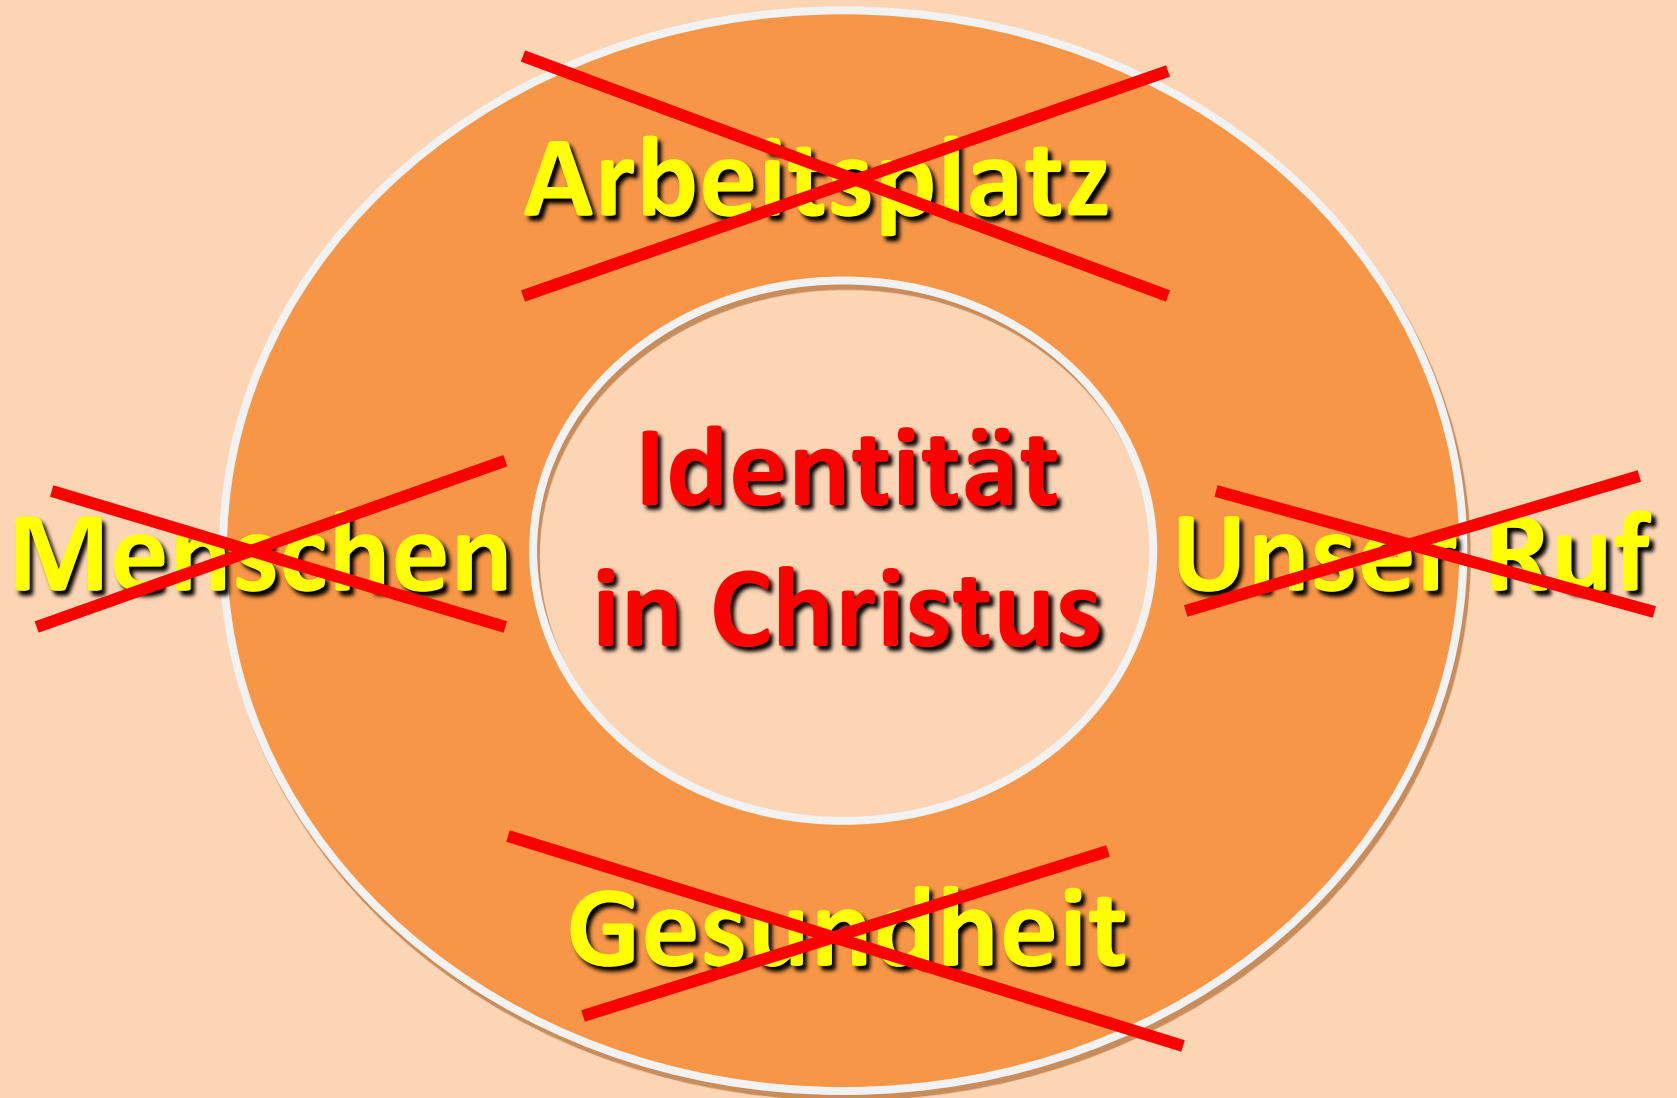 Arbeitsplatz
Identität
in Christus
Menschen
Unser Ruf
Gesundheit